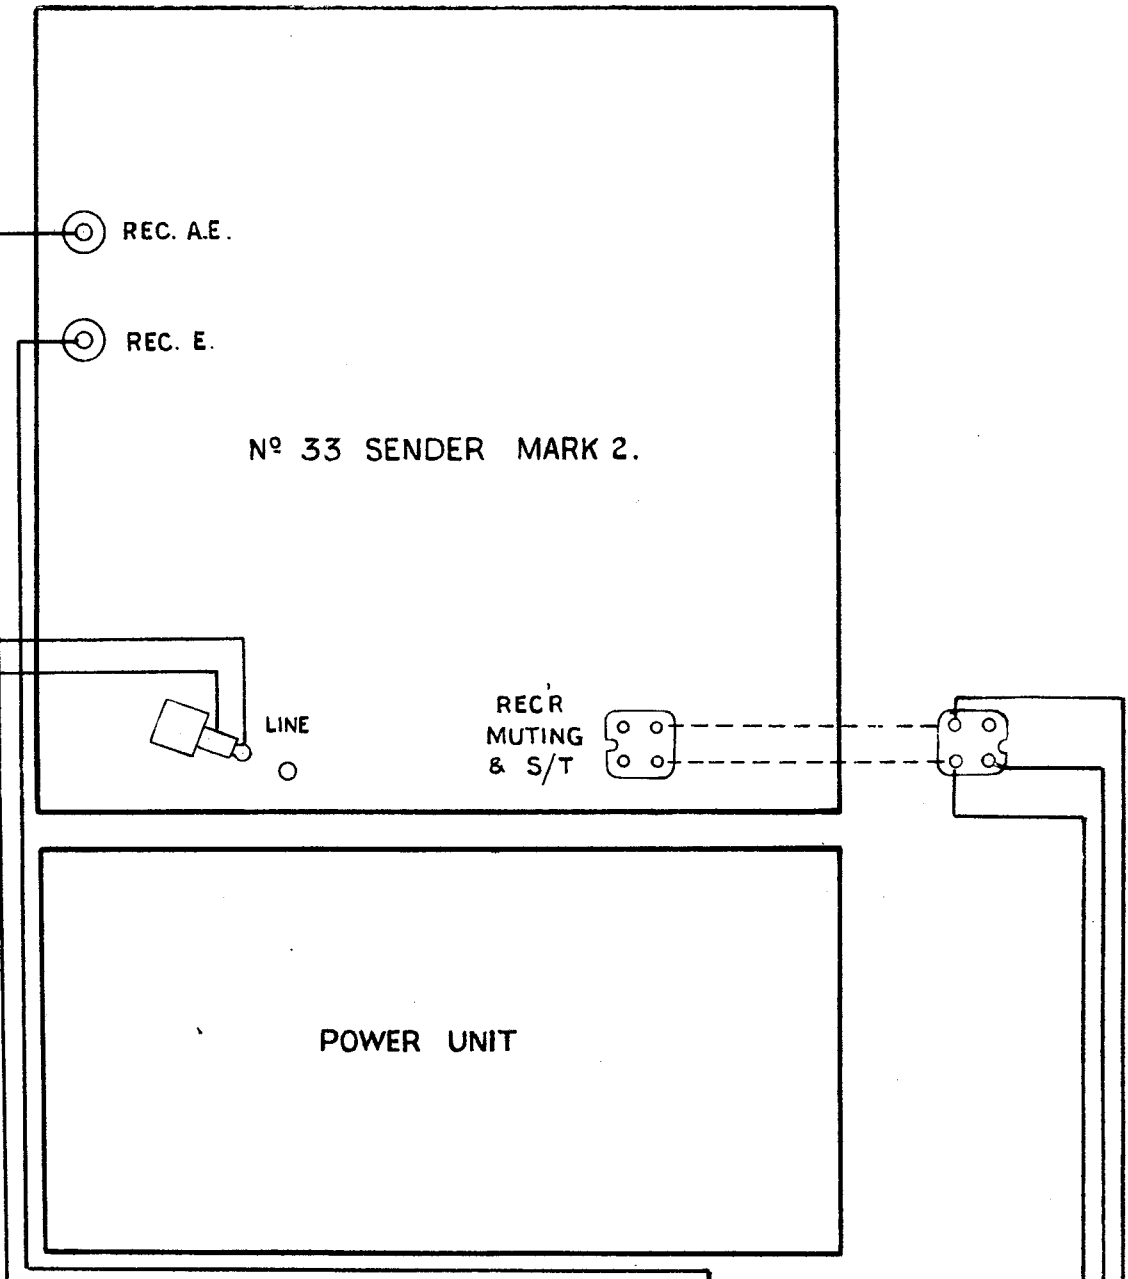 REC. A.E.
REC. E.
Nº 33 SENDER MARK 2.
LINE
REC'R
MUTING
& S/T
POWER UNIT